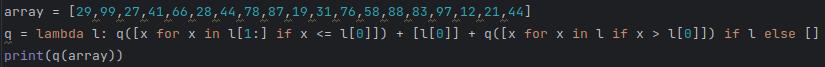 array = [29,99,27,41,66,28,44,78,87,19,31,76,58,88,83,97,12,21,44]
q = lambda l: q([x for x in l[1:] if x <= l[0]]) + [l[0]] + q([x for x in l if x > l[0]]) if l else []
print(q(array))